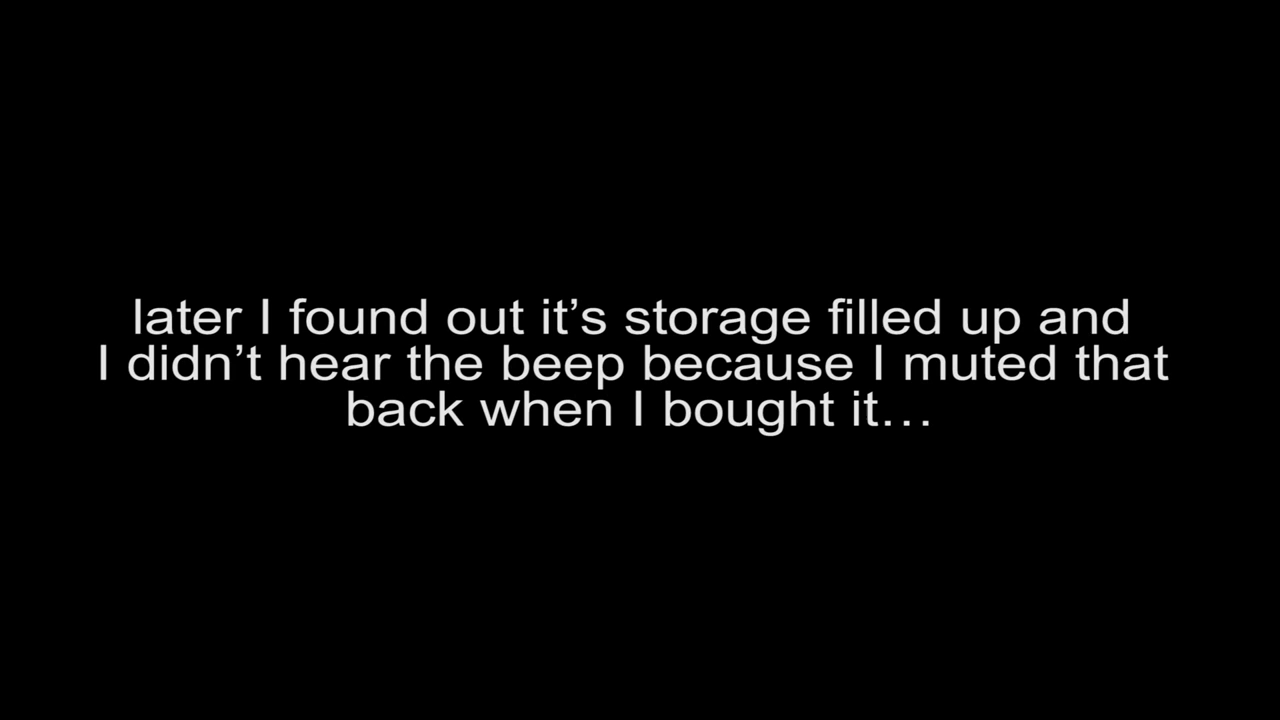 later I found out it’s storage filled up and
I didn’t hear the beep because I muted that
back when I bought it…